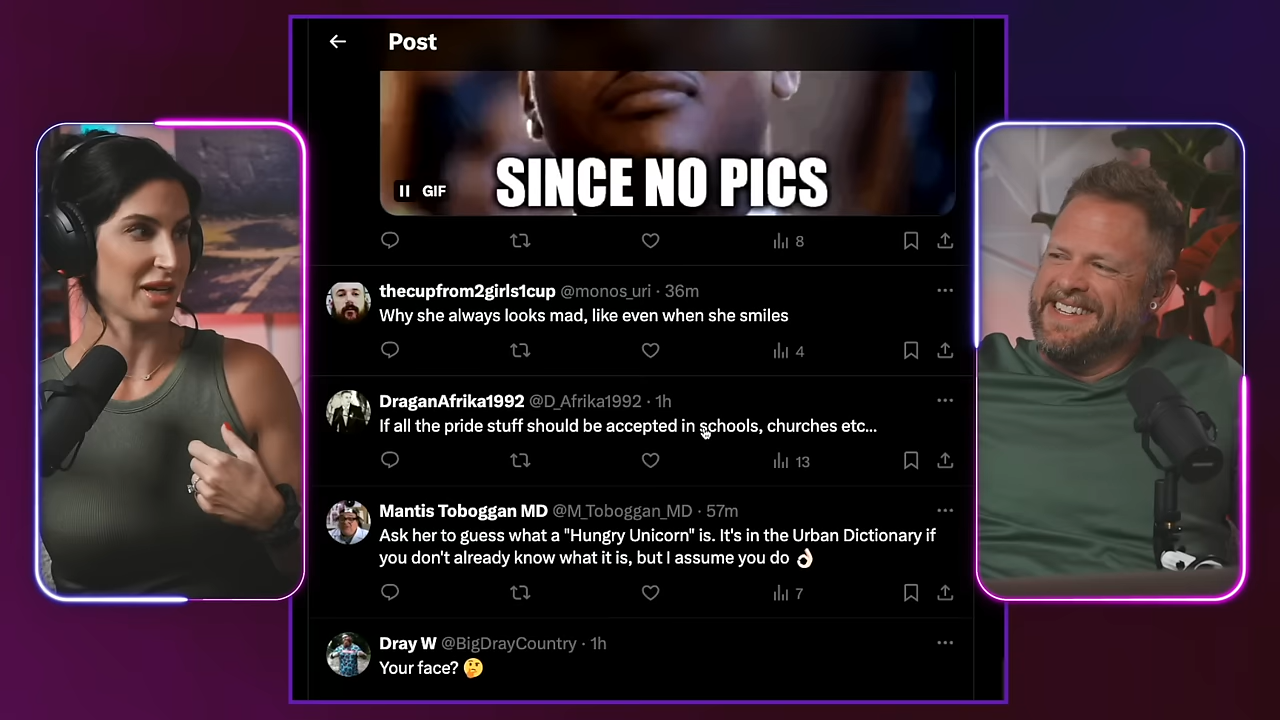 Post
SINCE NO PICS
GIF
8
thecupfrom2girls1cup @monos_uri · 36m
Why she always looks mad, like even when she smiles
4
DraganAfrika1992 @D_Afrika1992 · 1h
If all the pride stuff should be accepted in schools, churches etc...
13
Mantis Toboggan MD @M_Toboggan_MD · 57m
Ask her to guess what a "Hungry Unicorn" is. It's in the Urban Dictionary if
you don't already know what it is, but I assume you do 👌
7
Dray W @BigDrayCountry · 1h
Your face? 🤔